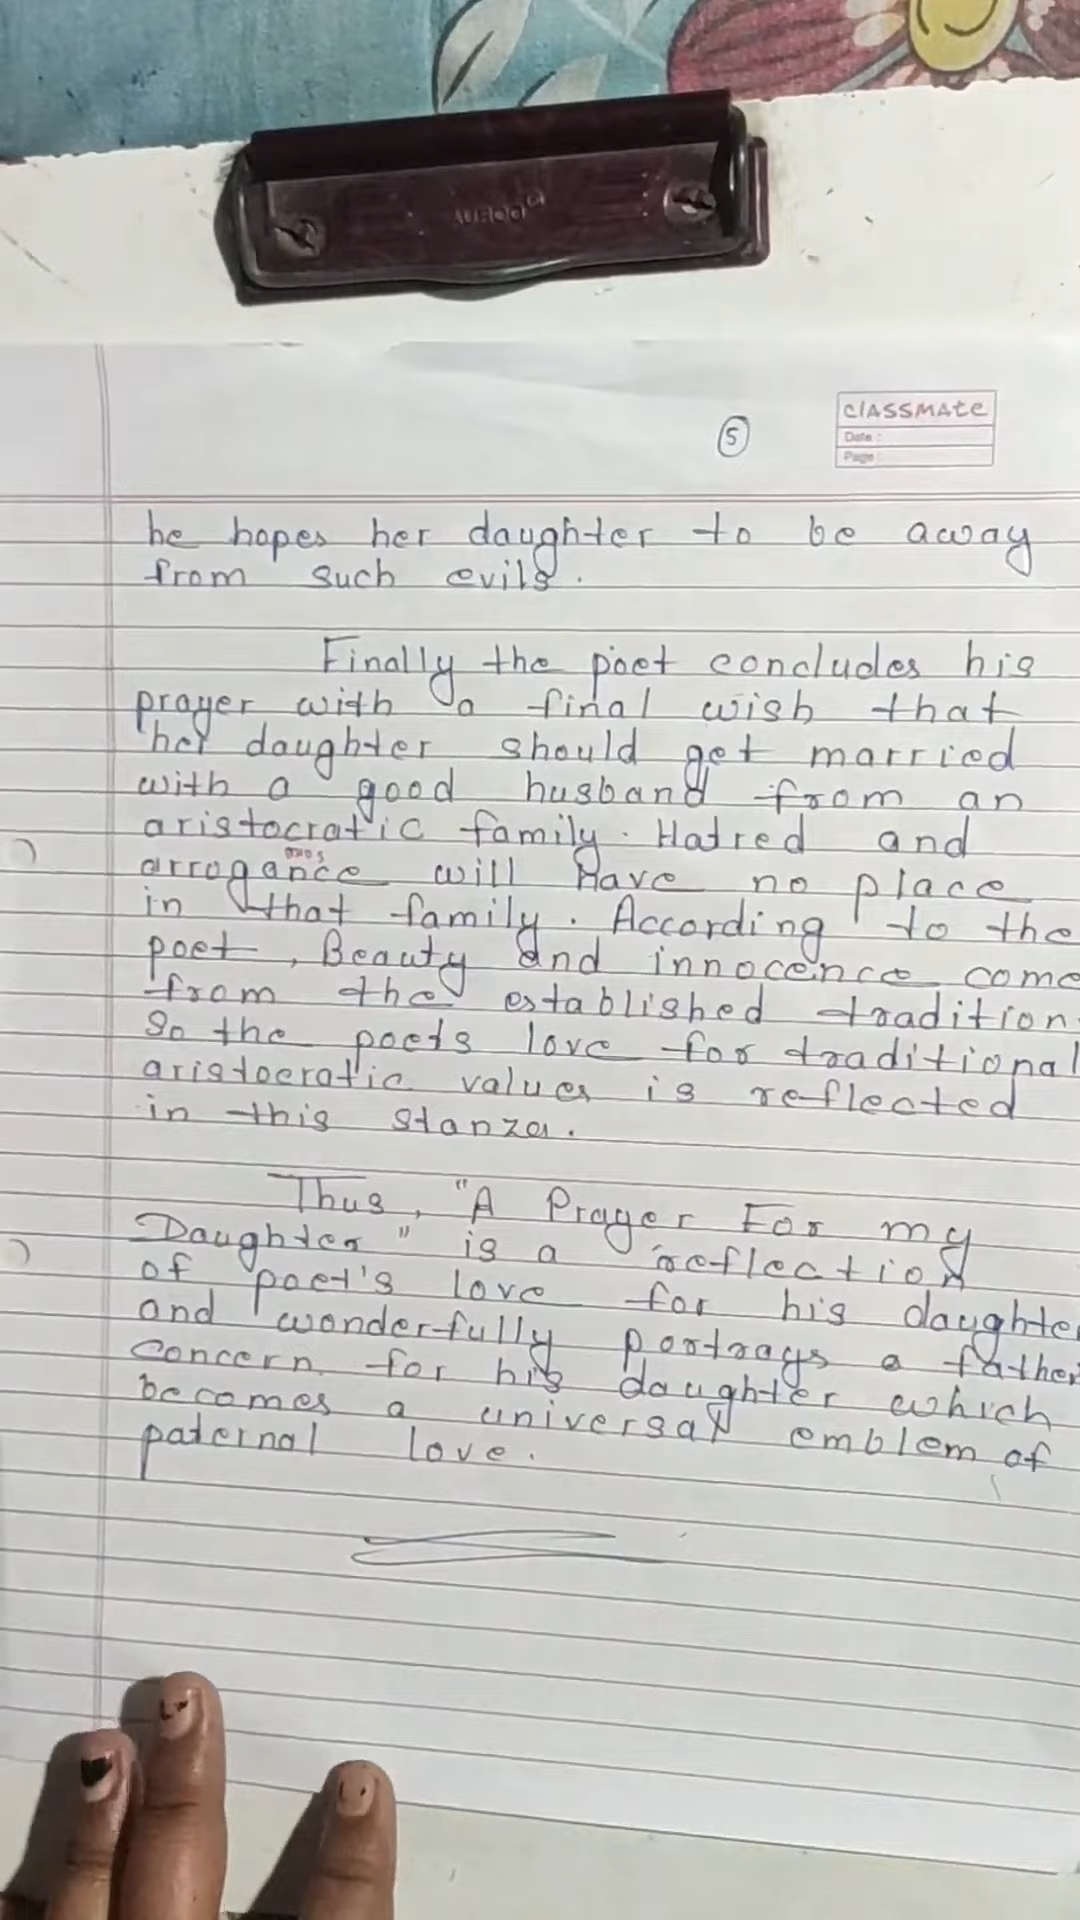 5
classmate
Date :
Page :
he hopes her daughter to be away
from such evils.
Finally the poet concludes his
prayer with a final wish that
her daughter should get married
with a good husband from an
aristocratic family. Hatred and
arrogance will have no place
in that family. According to the
poet, Beauty and innocence come
from the established tradition.
So the poets love for traditional
aristocratic values is reflected
in this stanza.
Thus, "A Prayer For my
Daughter" is a reflection
of poet's love for his daughter
and wonderfully portrays a father
concern for his daughter which
becomes a universal emblem of
paternal love.